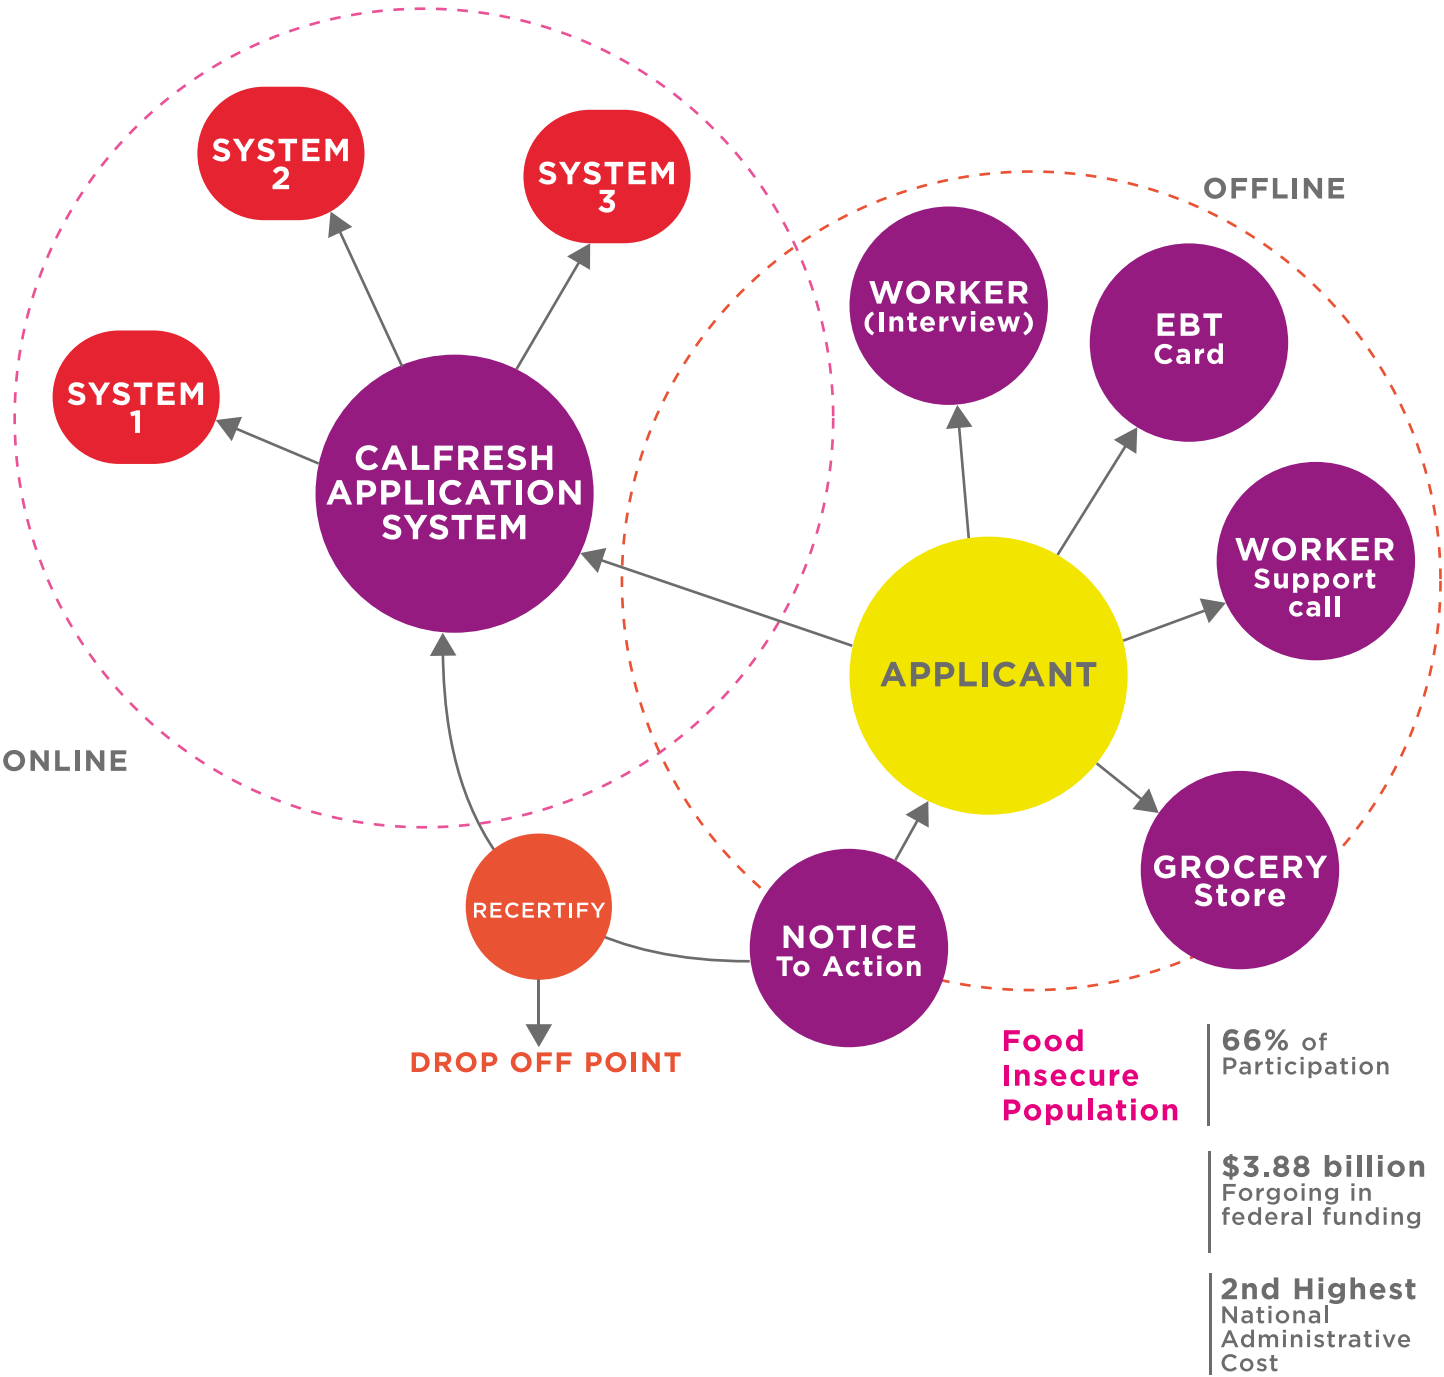 SYSTEM
2
SYSTEM
3
OFFLINE
WORKER
(Interview)
EBT
Card
SYSTEM
1
CALFRESH
APPLICATION
SYSTEM
WORKER
Support
call
APPLICANT
ONLINE
GROCERY
Store
RECERTIFY
NOTICE
To Action
DROP OFF POINT
Food
Insecure
Population
66% of
Participation
$3.88 billion
Forgoing in
federal funding
2nd Highest
National
Administrative
Cost